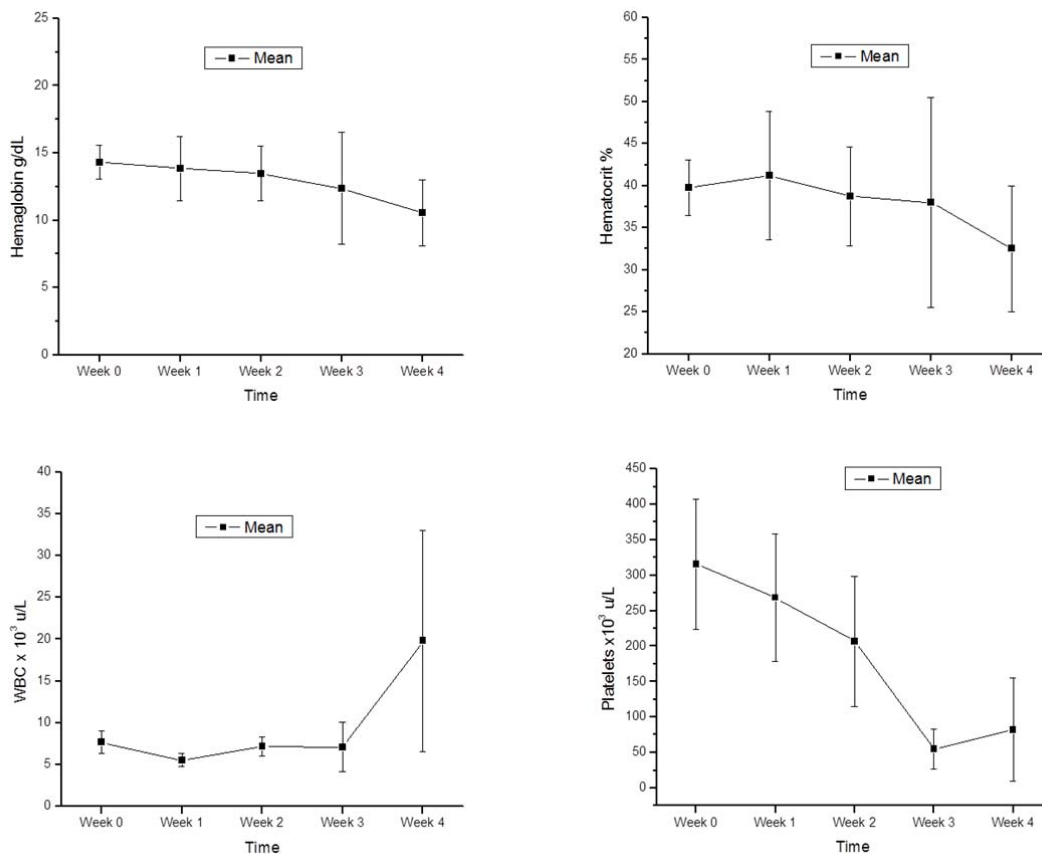 25
20
15
10
5
0
Hemaglobin g/dL
Mean
Week 0 Week 1 Week 2 Week 3 Week 4
Time
60
55
50
45
40
35
30
25
20
Hematocrit %
Mean
Week 0 Week 1 Week 2 Week 3 Week 4
Time
40
35
30
25
20
15
10
5
0
WBC x 10³ u/L
Mean
Week 0 Week 1 Week 2 Week 3 Week 4
Time
450
400
350
300
250
200
150
100
50
0
Platelets x10³ u/L
Mean
Week 0 Week 1 Week 2 Week 3 Week 4
Time